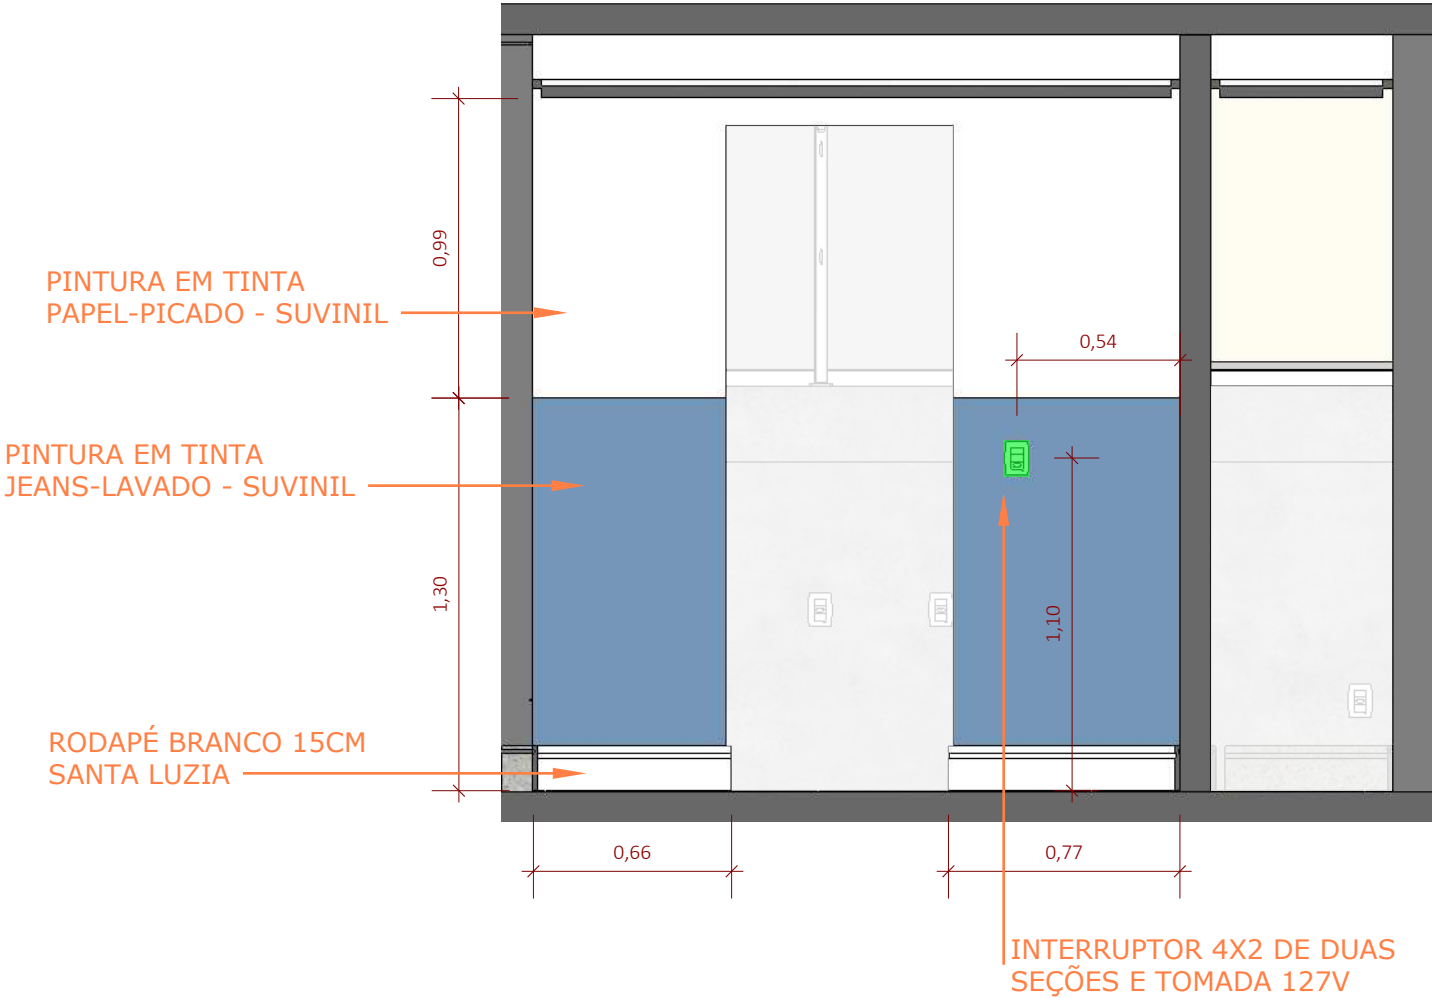 0,99
PINTURA EM TINTA
PAPEL-PICADO - SUVINIL
0,54
PINTURA EM TINTA
JEANS-LAVADO - SUVINIL
1,30
1,10
RODAPÉ BRANCO 15CM
SANTA LUZIA
0,66
0,77
INTERRUPTOR 4X2 DE DUAS
SEÇÕES E TOMADA 127V